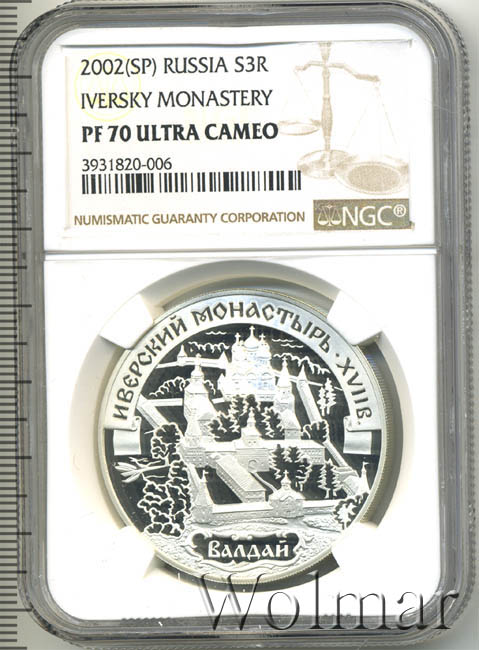 2002(SP) RUSSIA S3R
IVERSKY MONASTERY
PF 70 ULTRA CAMEO
3931820-006
NUMISMATIC GUARANTY CORPORATION
NGC®
ИВЕРСКИЙ МОНАСТЫРЬ · XVII В.
ВАЛДАЙ
Wolmar